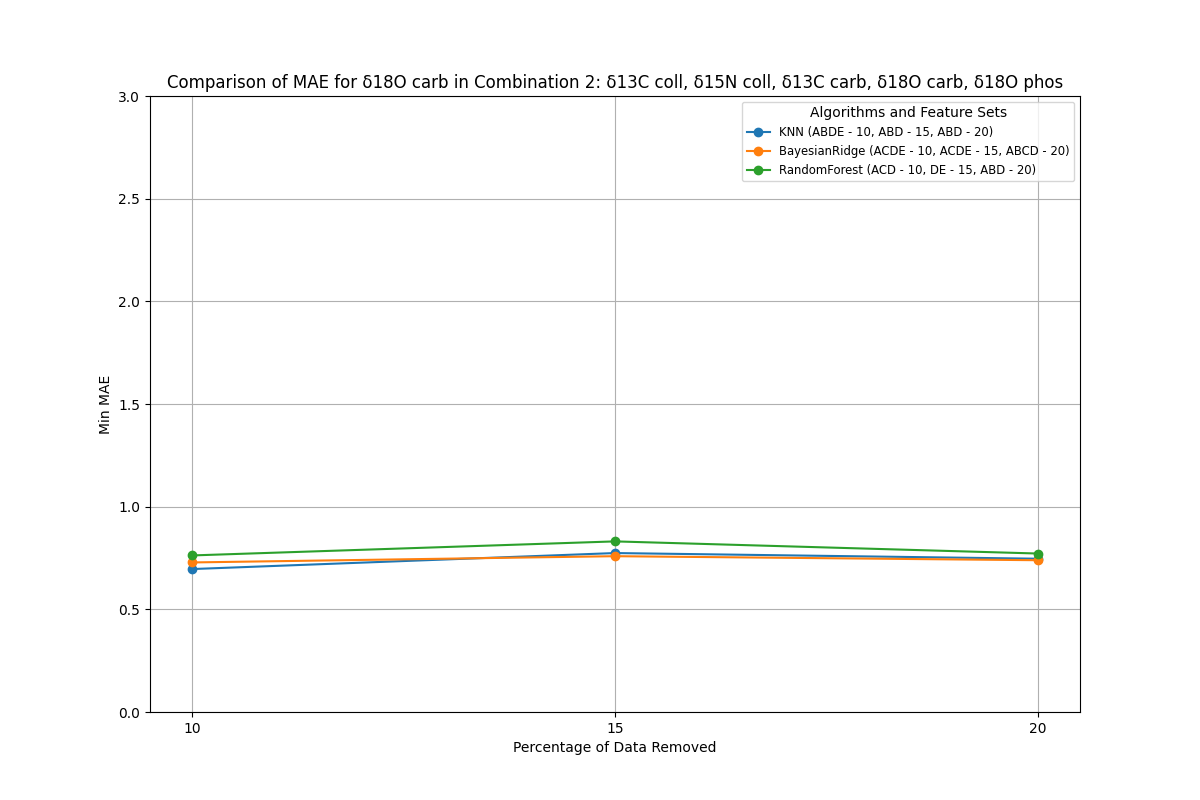 Comparison of MAE for δ18O carb in Combination 2: δ13C coll, δ15N coll, δ13C carb, δ18O carb, δ18O phos
3.0
2.5
2.0
1.5
1.0
0.5
0.0
Min MAE
Algorithms and Feature Sets
KNN (ABDE - 10, ABD - 15, ABD - 20)
BayesianRidge (ACDE - 10, ACDE - 15, ABCD - 20)
RandomForest (ACD - 10, DE - 15, ABD - 20)
10 15 20
Percentage of Data Removed